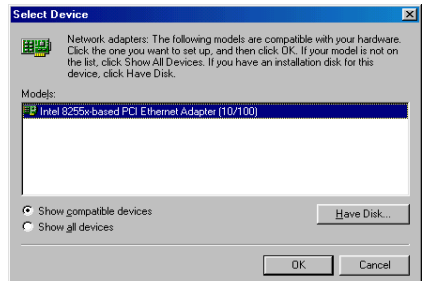 Select Device
Network adapters: The following models are compatible with your hardware.
Click the one you want to set up, and then click OK. If your model is not on
the list, click Show All Devices. If you have an installation disk for this
device, click Have Disk.
Models:
Intel 8255x-based PCI Ethernet Adapter (10/100)
Show compatible devices
Have Disk...
Show all devices
OK
Cancel